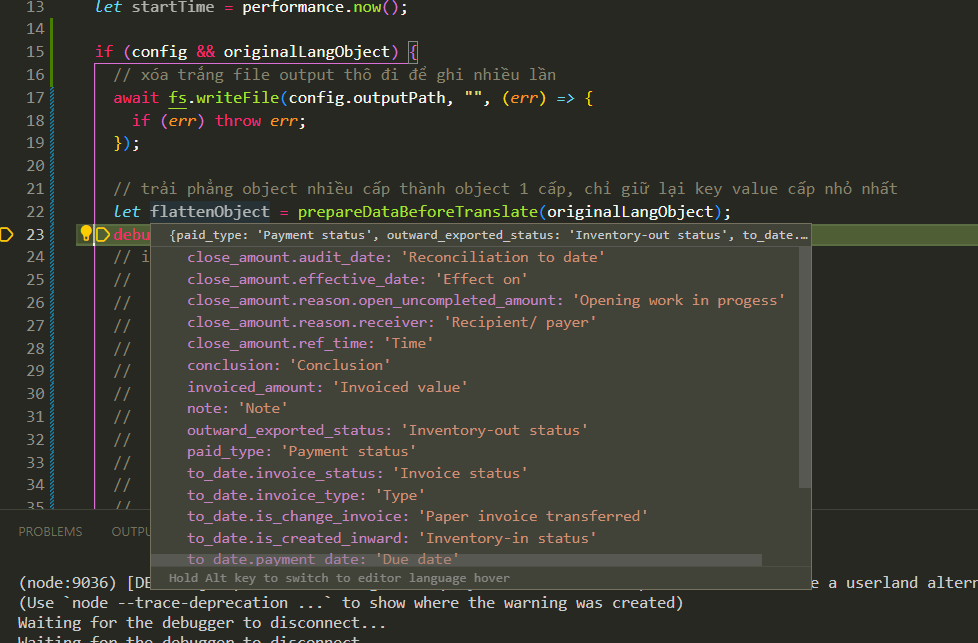 13 let startTime = performance.now();
14
15 if (config && originalLangObject) {
16 // xóa trắng file output thô đi để ghi nhiều lần
17 await fs.writeFile(config.outputPath, "", (err) => {
18 if (err) throw err;
19 });
20
21 // trải phẳng object nhiều cấp thành object 1 cấp, chỉ giữ lại key value cấp nhỏ nhất
22 let flattenObject = prepareDataBeforeTranslate(originalLangObject);
23 debu
{paid_type: 'Payment status', outward_exported_status: 'Inventory-out status', to_date.…
24 // i
close_amount.audit_date: 'Reconciliation to date'
25 //
close_amount.effective_date: 'Effect on'
26 //
close_amount.reason.open_uncompleted_amount: 'Opening work in progess'
27 //
close_amount.reason.receiver: 'Recipient/ payer'
28 //
close_amount.ref_time: 'Time'
29 //
conclusion: 'Conclusion'
30 //
invoiced_amount: 'Invoiced value'
31 //
note: 'Note'
32 //
outward_exported_status: 'Inventory-out status'
33 //
paid_type: 'Payment status'
34 //
to_date.invoice_status: 'Invoice status'
35 //
to_date.invoice_type: 'Type'
to_date.is_change_invoice: 'Paper invoice transferred'
to_date.is_created_inward: 'Inventory-in status'
to_date.payment_date: 'Due date'
Hold Alt key to switch to editor language hover
PROBLEMS OUTPU
(node:9036) [DE e a userland altern
(Use `node --trace-deprecation ...` to show where the warning was created)
Waiting for the debugger to disconnect...
Waiting for the debugger to disconnect